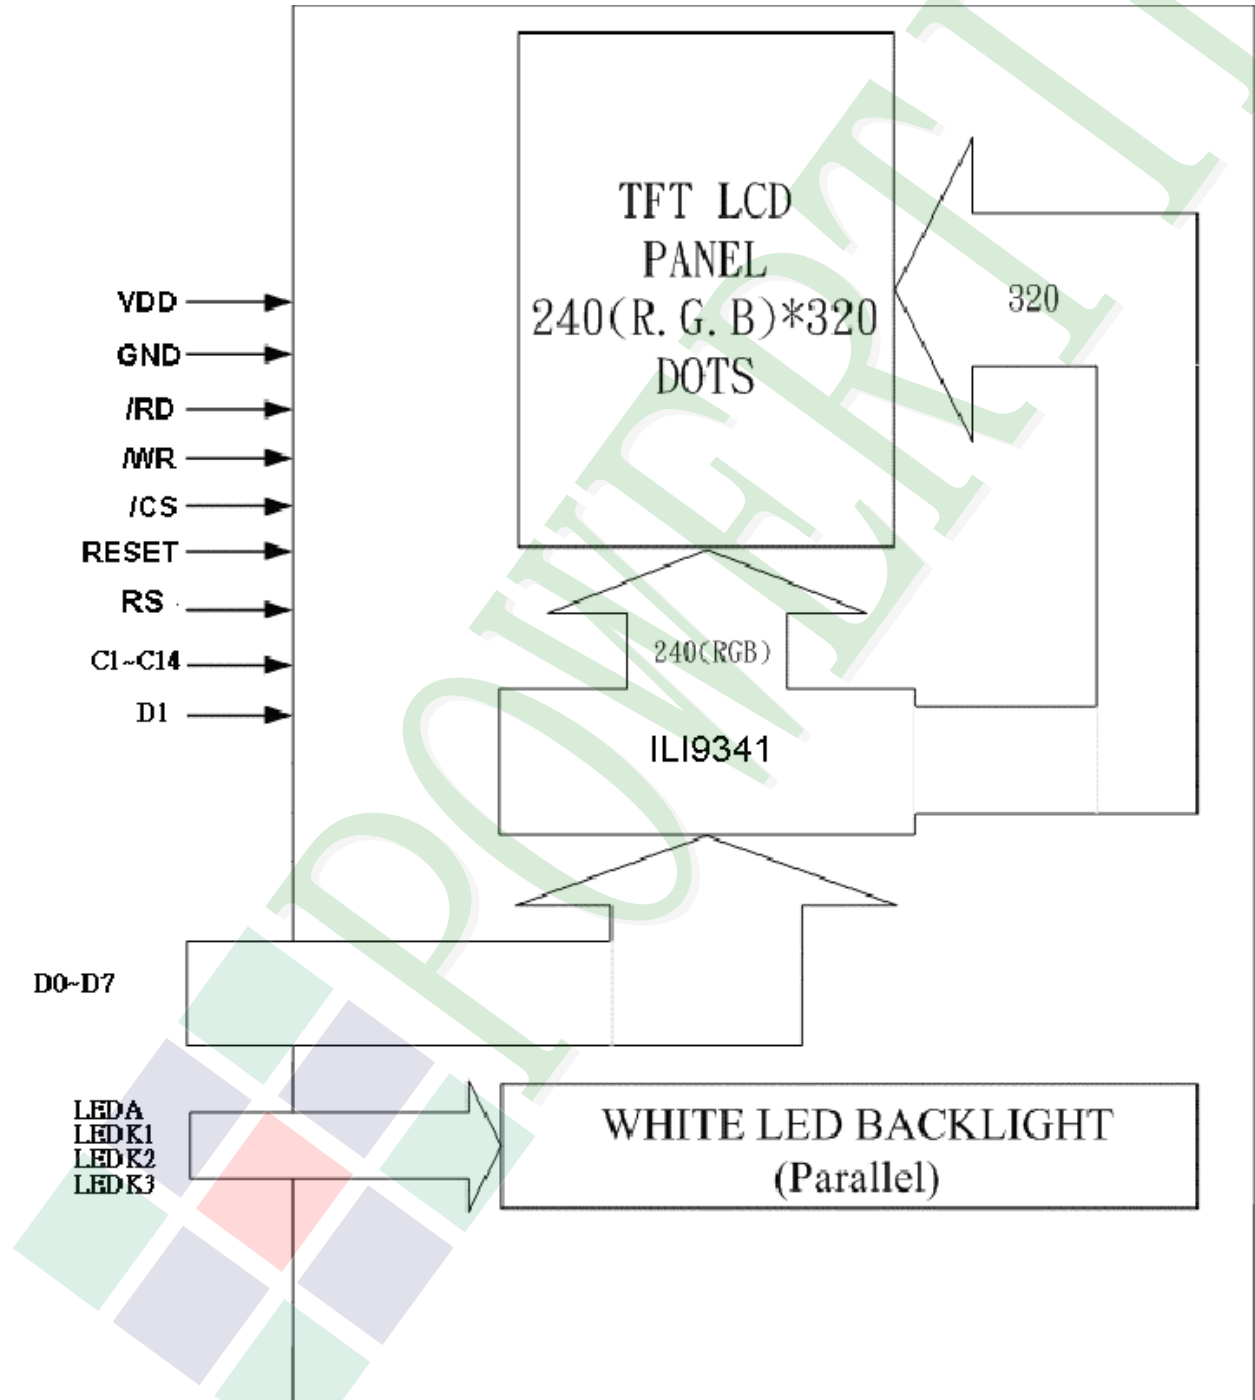 TFT LCD
PANEL
240(R.G.B)*320
DOTS
320
VDD
GND
/RD
/WR
/CS
RESET
RS
C1~C14
D1
240(RGB)
ILI9341
D0~D7
LEDA
LEDK1
LEDK2
LEDK3
WHITE LED BACKLIGHT
(Parallel)
POWERTI